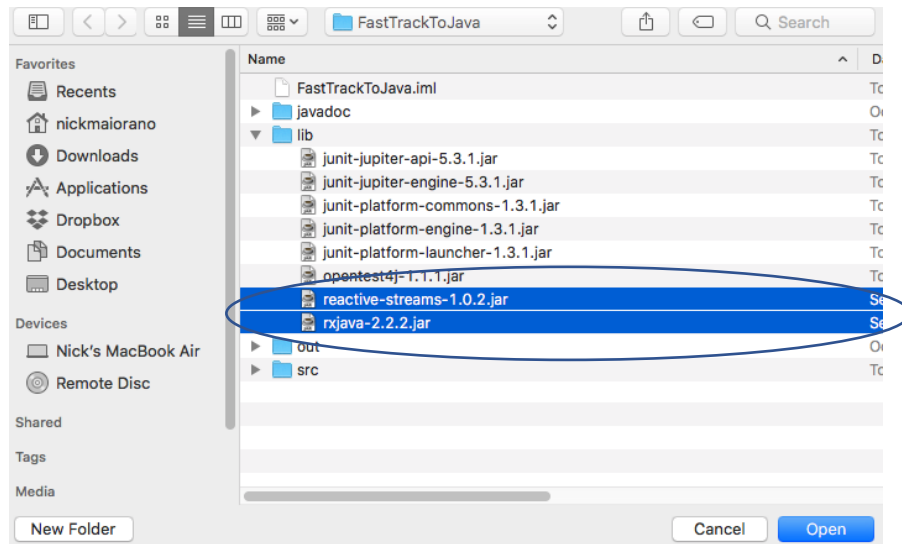 FastTrackToJava
Search
Favorites
Recents
nickmaiorano
Downloads
Applications
Dropbox
Documents
Desktop
Devices
Nick's MacBook Air
Remote Disc
Shared
Tags
Media
Name
FastTrackToJava.iml
javadoc
lib
junit-jupiter-api-5.3.1.jar
junit-jupiter-engine-5.3.1.jar
junit-platform-commons-1.3.1.jar
junit-platform-engine-1.3.1.jar
junit-platform-launcher-1.3.1.jar
opentest4j-1.1.1.jar
reactive-streams-1.0.2.jar
rxjava-2.2.2.jar
out
src
New Folder
Cancel
Open